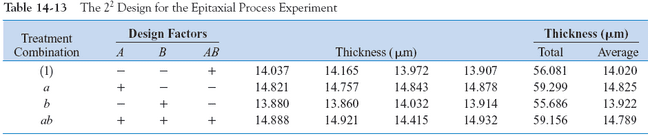 Table 14-13 The 2² Design for the Epitaxial Process Experiment
Treatment Design Factors Thickness (μm)
Combination A B AB Thickness (μm) Total Average
(1) − − + 14.037 14.165 13.972 13.907 56.081 14.020
a + − − 14.821 14.757 14.843 14.878 59.299 14.825
b − + − 13.880 13.860 14.032 13.914 55.686 13.922
ab + + + 14.888 14.921 14.415 14.932 59.156 14.789